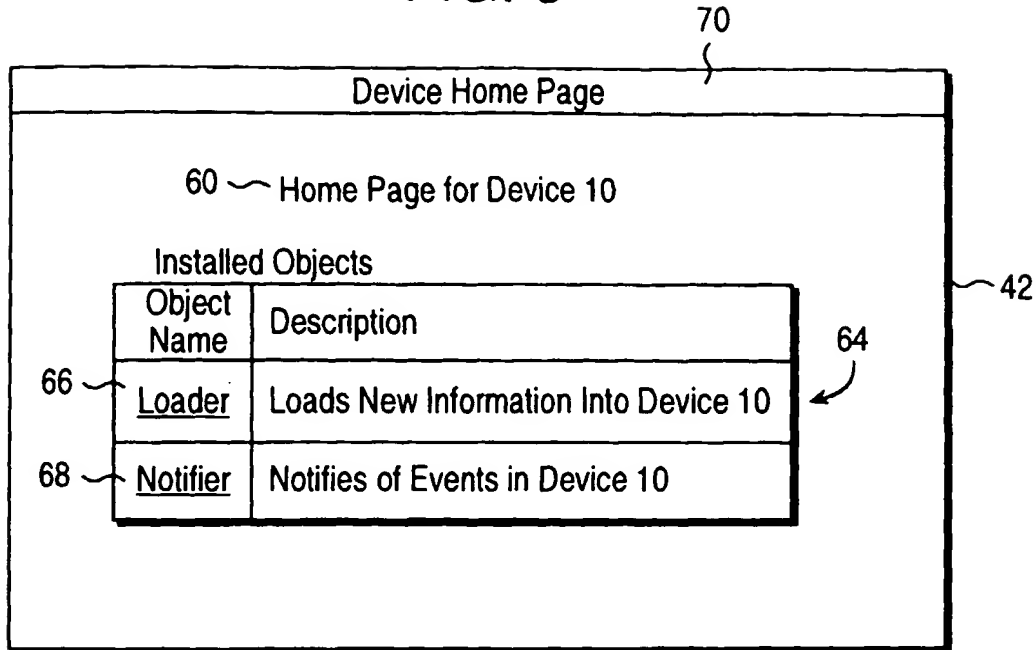 70
Device Home Page
60 Home Page for Device 10
Installed Objects
Object Name Description
42
64
66 Loader Loads New Information Into Device 10
68 Notifier Notifies of Events in Device 10